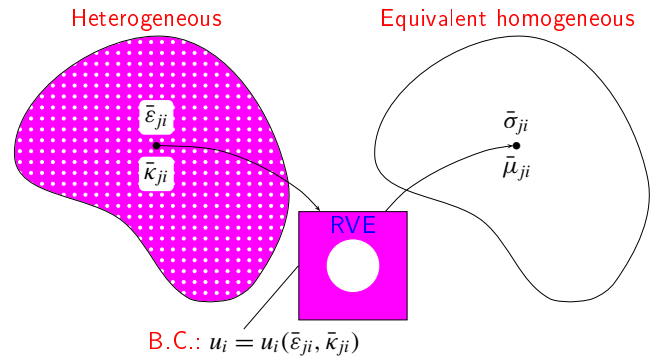 Heterogeneous
Equivalent homogeneous
ε̄ⱼᵢ
κ̄ⱼᵢ
σ̄ⱼᵢ
μ̄ⱼᵢ
RVE
B.C.: uᵢ = uᵢ(ε̄ⱼᵢ, κ̄ⱼᵢ)